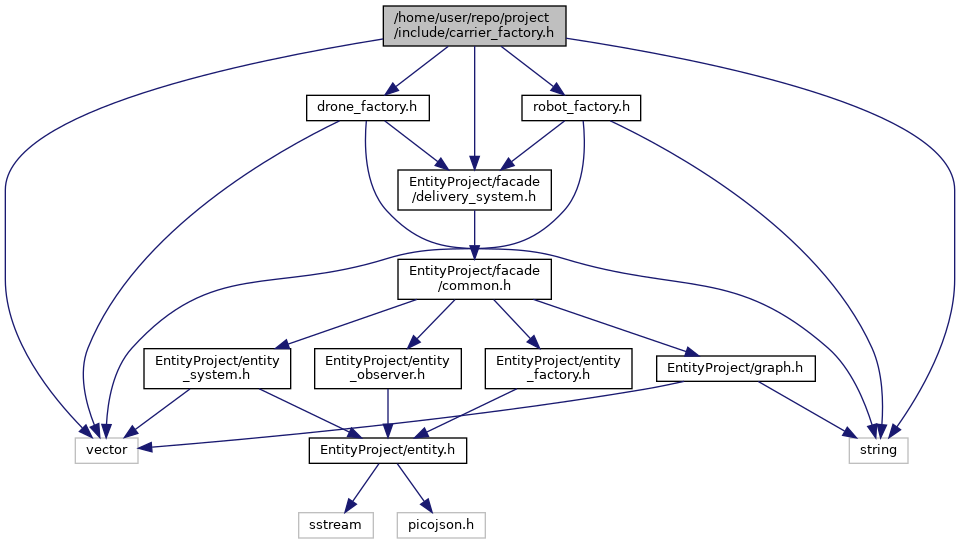 /home/user/repo/project
/include/carrier_factory.h
drone_factory.h
robot_factory.h
EntityProject/facade
/delivery_system.h
EntityProject/facade
/common.h
EntityProject/entity
_system.h
EntityProject/entity
_observer.h
EntityProject/entity
_factory.h
EntityProject/graph.h
vector
EntityProject/entity.h
string
sstream
picojson.h